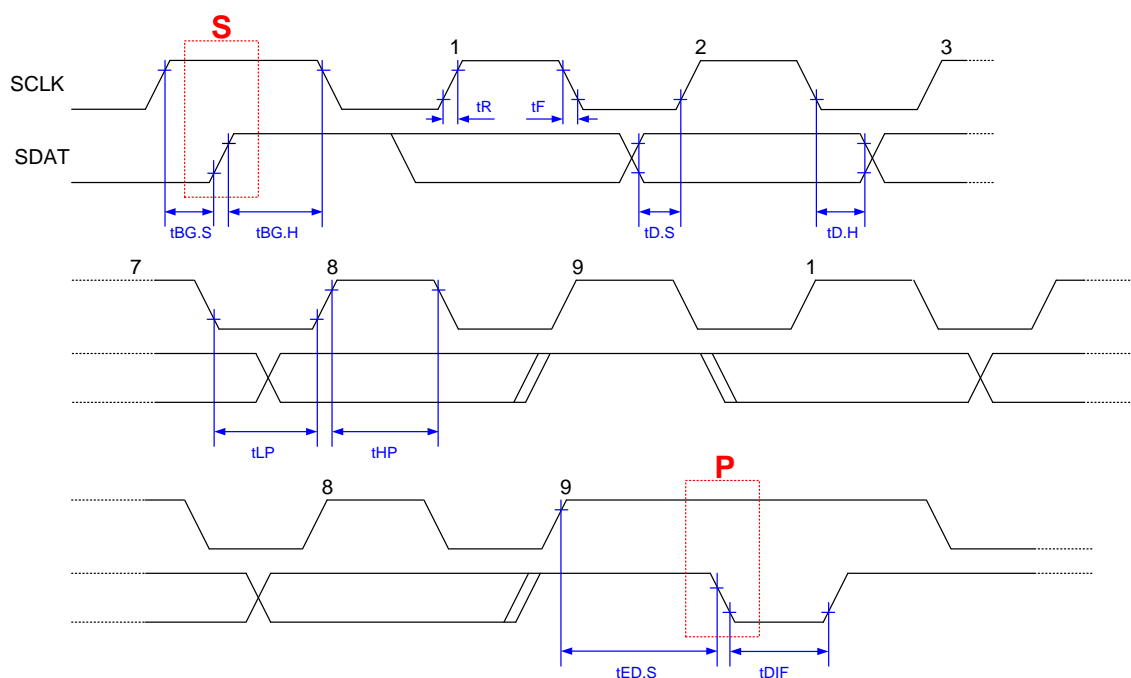 S
1 2 3
SCLK
tR tF
SDAT
tBG.S tBG.H tD.S tD.H
7 8 9 1
tLP tHP
P
8 9
tED.S tDIF